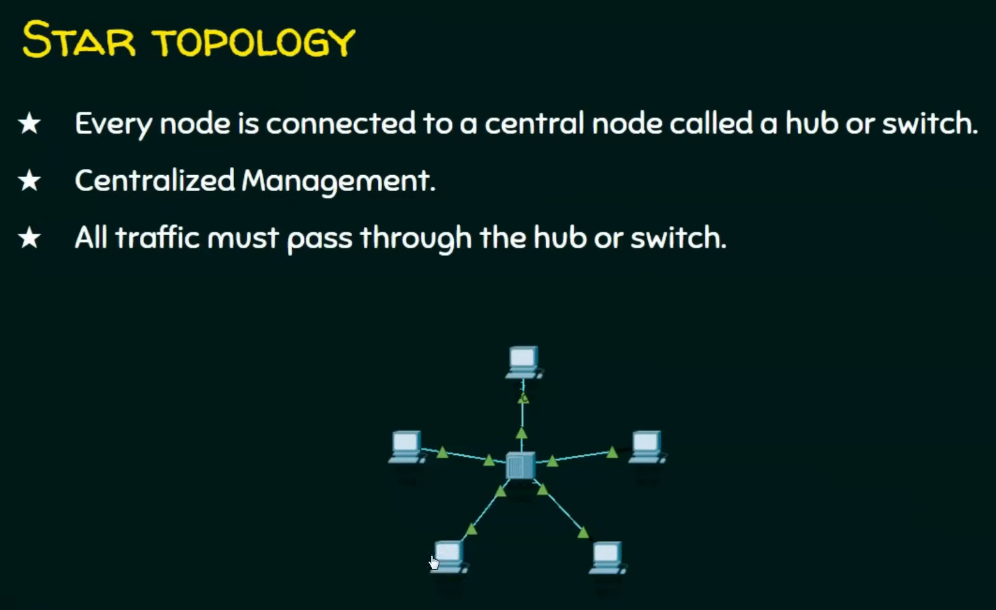 Star topology
★ Every node is connected to a central node called a hub or switch.
★ Centralized Management.
★ All traffic must pass through the hub or switch.